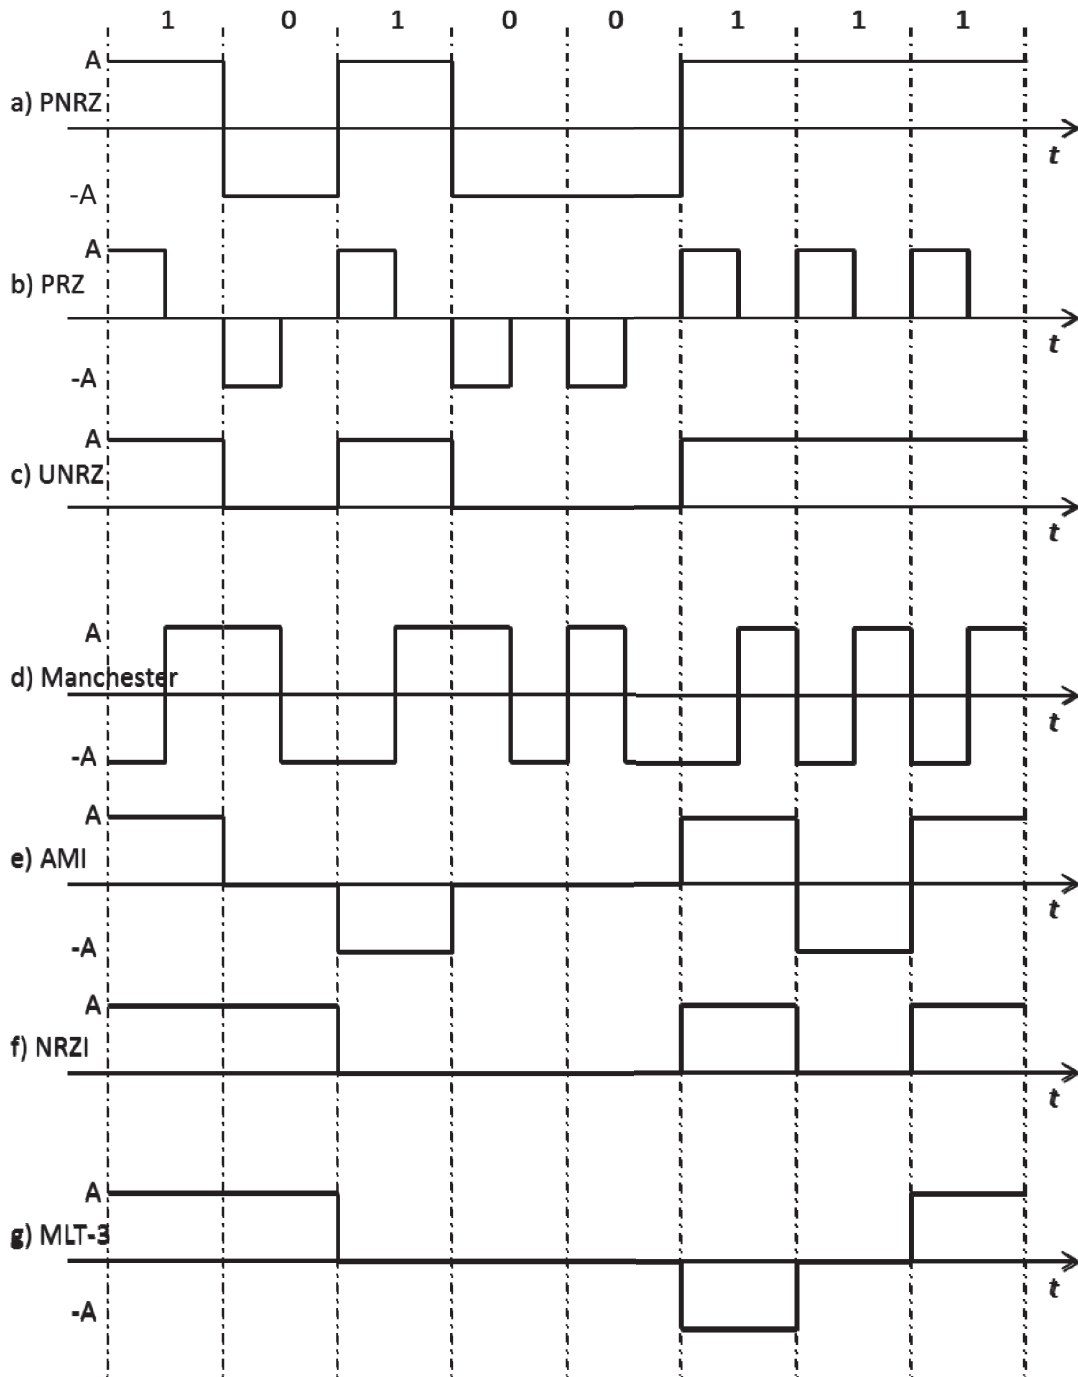 1 0 1 0 0 1 1 1
A
a) PNRZ
t
-A
A
b) PRZ
t
-A
A
c) UNRZ
t
A
d) Manchester
t
-A
A
e) AMI
t
-A
A
f) NRZI
t
A
g) MLT-3
t
-A